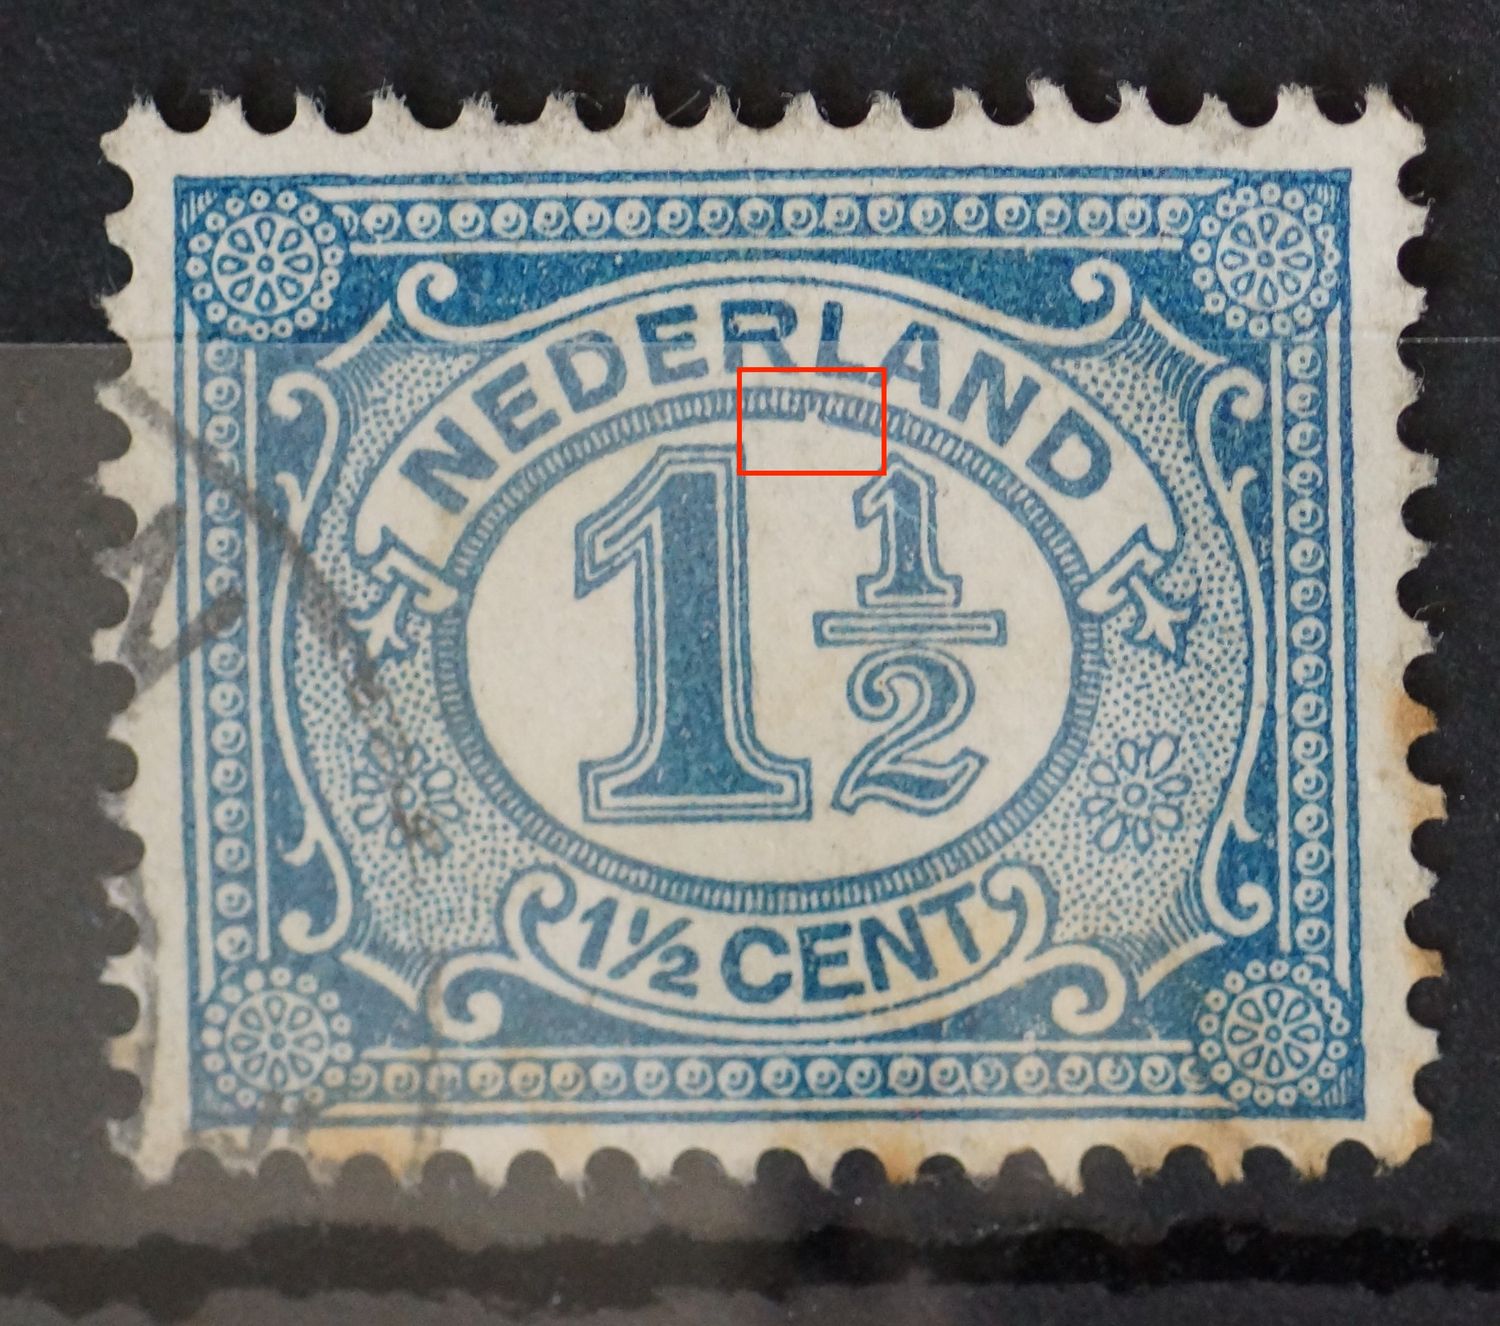 NEDERLAND
1 1/2
1½ CENT